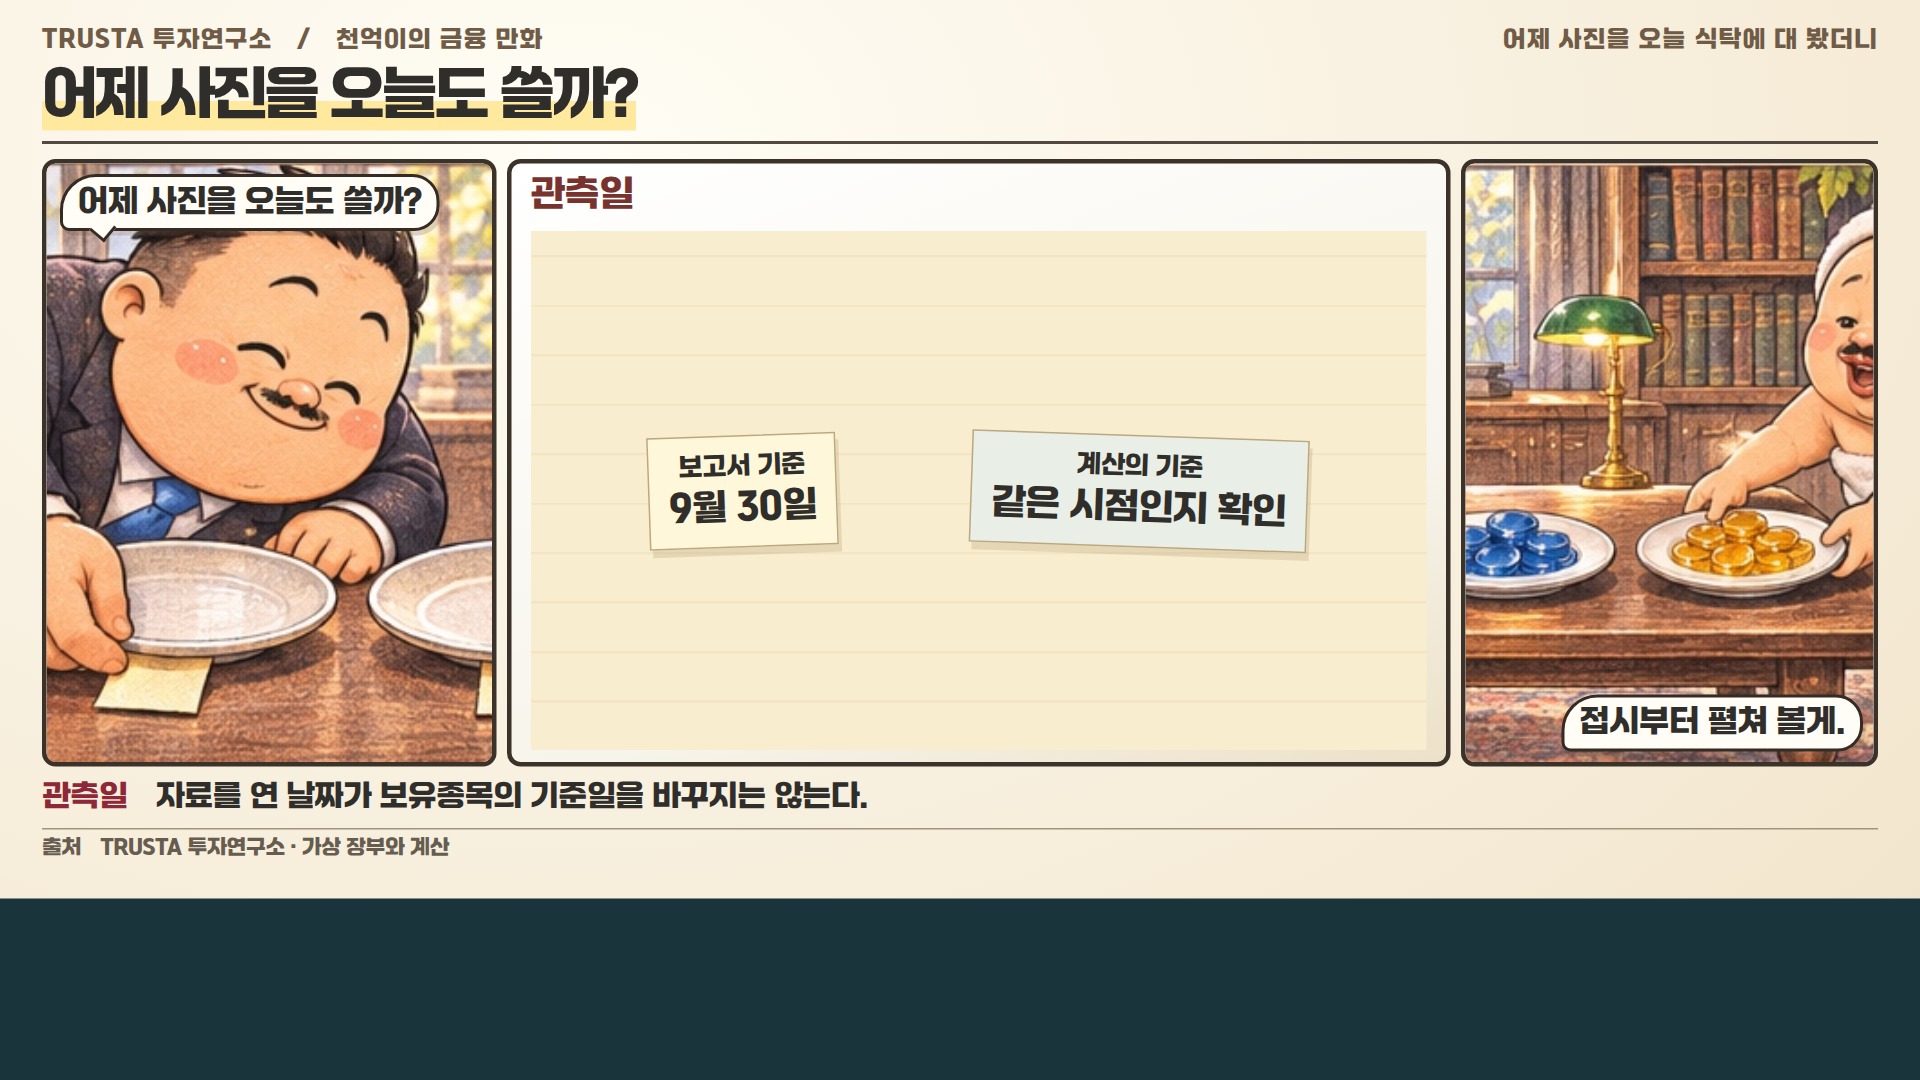 TRUSTA 투자연구소 / 천억이의 금융 만화
어제 사진을 오늘 식탁에 대 봤더니
어제 사진을 오늘도 쓸까?
어제 사진을 오늘도 쓸까?
관측일
보고서 기준
9월 30일
계산의 기준
같은 시점인지 확인
접시부터 펼쳐 볼게.
관측일 자료를 연 날짜가 보유종목의 기준일을 바꾸지는 않는다.
출처 TRUSTA 투자연구소 · 가상 장부와 계산